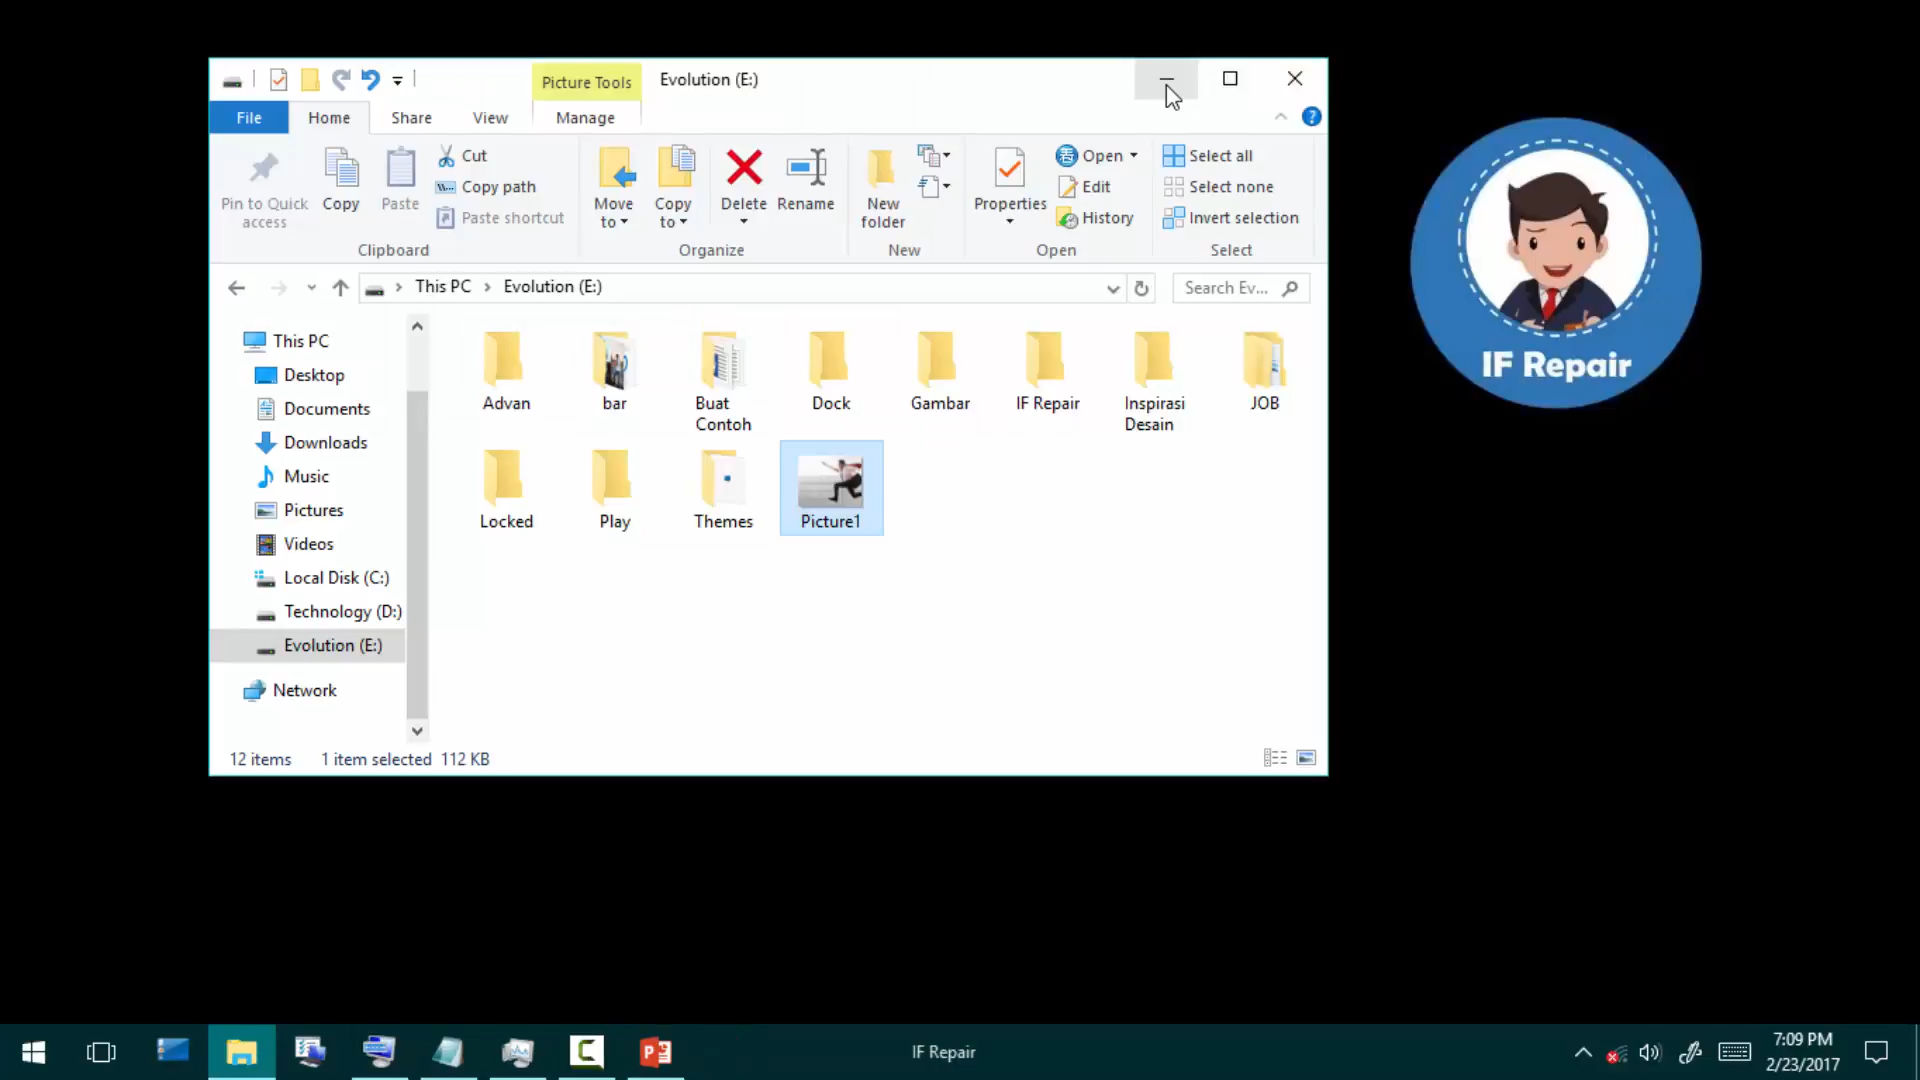 Picture Tools
Evolution (E:)
File
Home
Share
View
Manage
Pin to Quick access
Copy
Paste
Cut
Copy path
Paste shortcut
Clipboard
Move to
Copy to
Delete
Rename
Organize
New folder
New
Properties
Open
Edit
History
Open
Select all
Select none
Invert selection
Select
This PC
Evolution (E:)
Search Ev...
This PC
Desktop
Documents
Downloads
Music
Pictures
Videos
Local Disk (C:)
Technology (D:)
Evolution (E:)
Network
Advan
bar
Buat Contoh
Dock
Gambar
IF Repair
Inspirasi Desain
JOB
Locked
Play
Themes
Picture1
12 items
1 item selected 112 KB
IF Repair
IF Repair
7:09 PM
2/23/2017